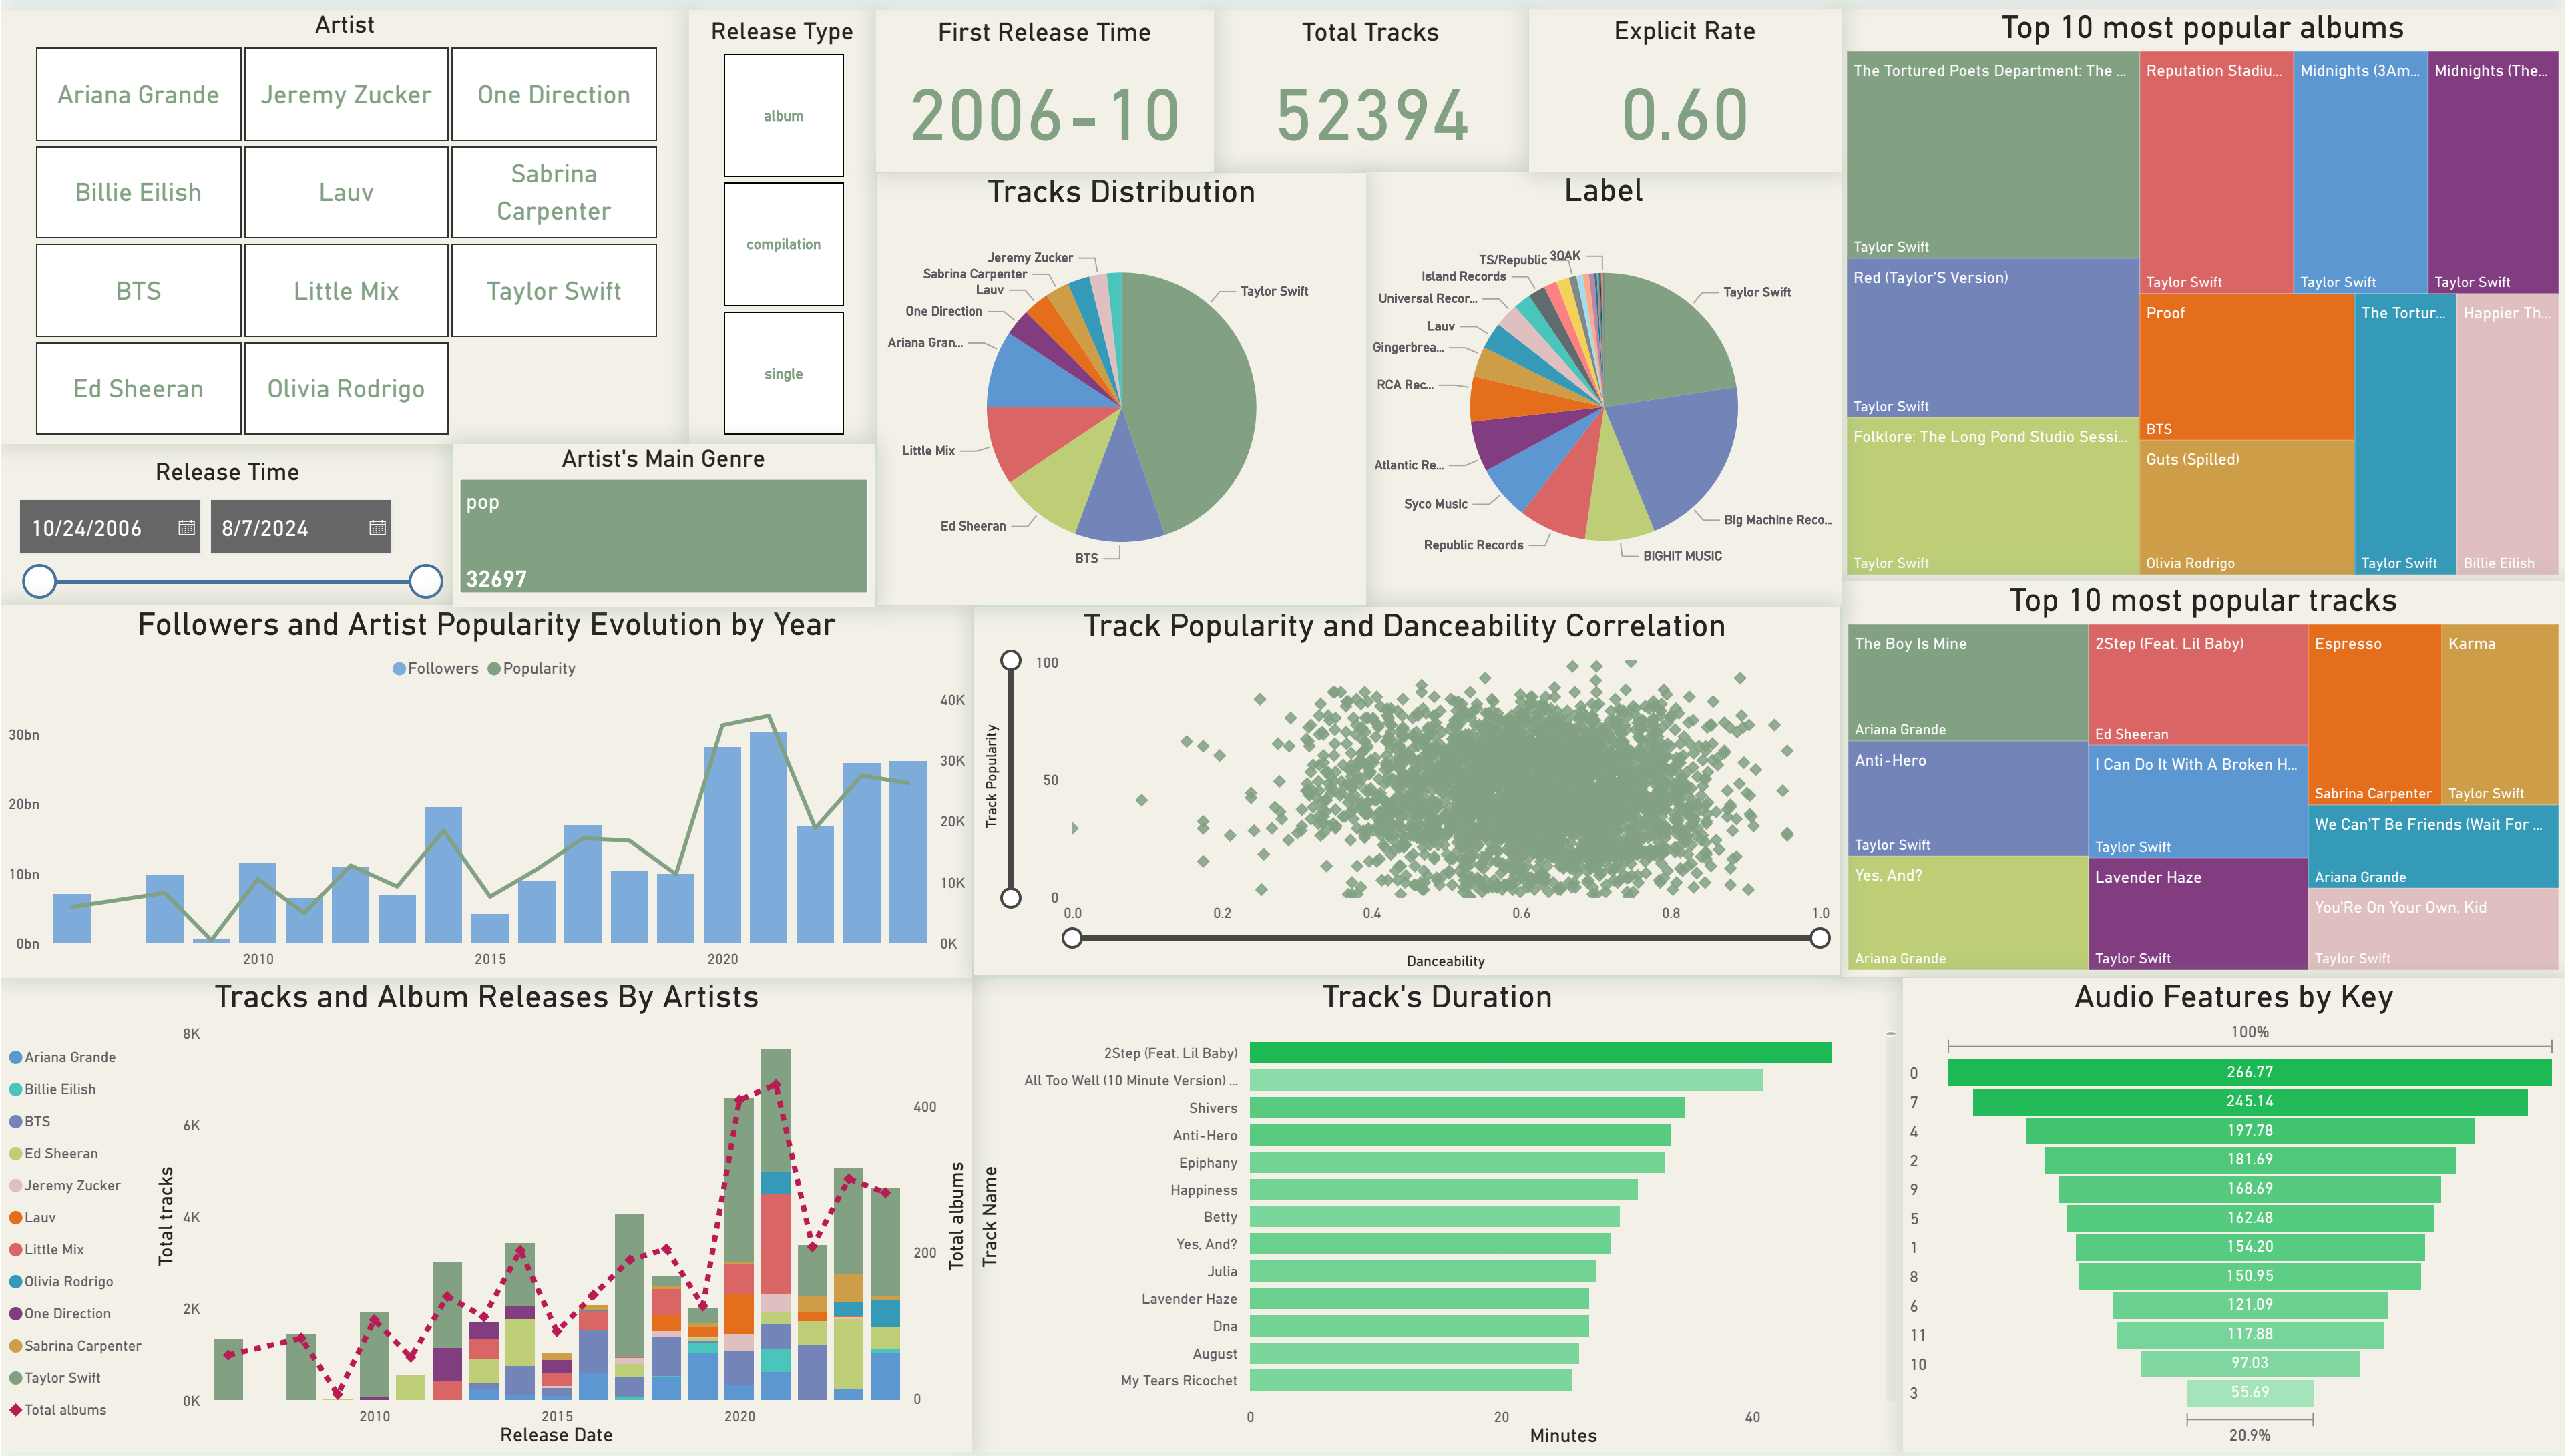 Artist
Ariana Grande
Jeremy Zucker
One Direction
Billie Eilish
Lauv
Sabrina
Carpenter
BTS
Little Mix
Taylor Swift
Ed Sheeran
Olivia Rodrigo
Release Type
album
compilation
single
First Release Time
2006-10
Total Tracks
52394
Explicit Rate
0.60
Top 10 most popular albums
The Tortured Poets Department: The ...
Taylor Swift
Red (Taylor'S Version)
Taylor Swift
Folklore: The Long Pond Studio Sessi...
Taylor Swift
Reputation Stadiu...
Taylor Swift
Midnights (3Am...
Taylor Swift
Midnights (The...
Taylor Swift
Proof
BTS
Guts (Spilled)
Olivia Rodrigo
The Tortur...
Taylor Swift
Happier Th...
Billie Eilish
Release Time
10/24/2006
8/7/2024
Artist's Main Genre
pop
32697
Tracks Distribution
Jeremy Zucker
Sabrina Carpenter
Lauv
One Direction
Ariana Gran...
Little Mix
Ed Sheeran
BTS
Taylor Swift
Label
3OAK
TS/Republic
Island Records
Universal Recor...
Lauv
Gingerbrea...
RCA Rec...
Atlantic Re...
Syco Music
Republic Records
BIGHIT MUSIC
Big Machine Reco...
Taylor Swift
Followers and Artist Popularity Evolution by Year
Followers
Popularity
30bn
20bn
10bn
0bn
40K
30K
20K
10K
0K
2010
2015
2020
Track Popularity and Danceability Correlation
Track Popularity
100
50
0
0.0
0.2
0.4
0.6
0.8
1.0
Danceability
Top 10 most popular tracks
The Boy Is Mine
Ariana Grande
Anti-Hero
Taylor Swift
Yes, And?
Ariana Grande
2Step (Feat. Lil Baby)
Ed Sheeran
I Can Do It With A Broken H...
Taylor Swift
Lavender Haze
Taylor Swift
Espresso
Sabrina Carpenter
Karma
Taylor Swift
We Can'T Be Friends (Wait For ...
Ariana Grande
You'Re On Your Own, Kid
Taylor Swift
Tracks and Album Releases By Artists
Ariana Grande
Billie Eilish
BTS
Ed Sheeran
Jeremy Zucker
Lauv
Little Mix
Olivia Rodrigo
One Direction
Sabrina Carpenter
Taylor Swift
Total albums
Total tracks
8K
6K
4K
2K
0K
400
200
0
Total albums
2010
2015
2020
Release Date
Track's Duration
Track Name
2Step (Feat. Lil Baby)
All Too Well (10 Minute Version) ...
Shivers
Anti-Hero
Epiphany
Happiness
Betty
Yes, And?
Julia
Lavender Haze
Dna
August
My Tears Ricochet
0
20
40
Minutes
Audio Features by Key
100%
0 266.77
7 245.14
4 197.78
2 181.69
9 168.69
5 162.48
1 154.20
8 150.95
6 121.09
11 117.88
10 97.03
3 55.69
20.9%